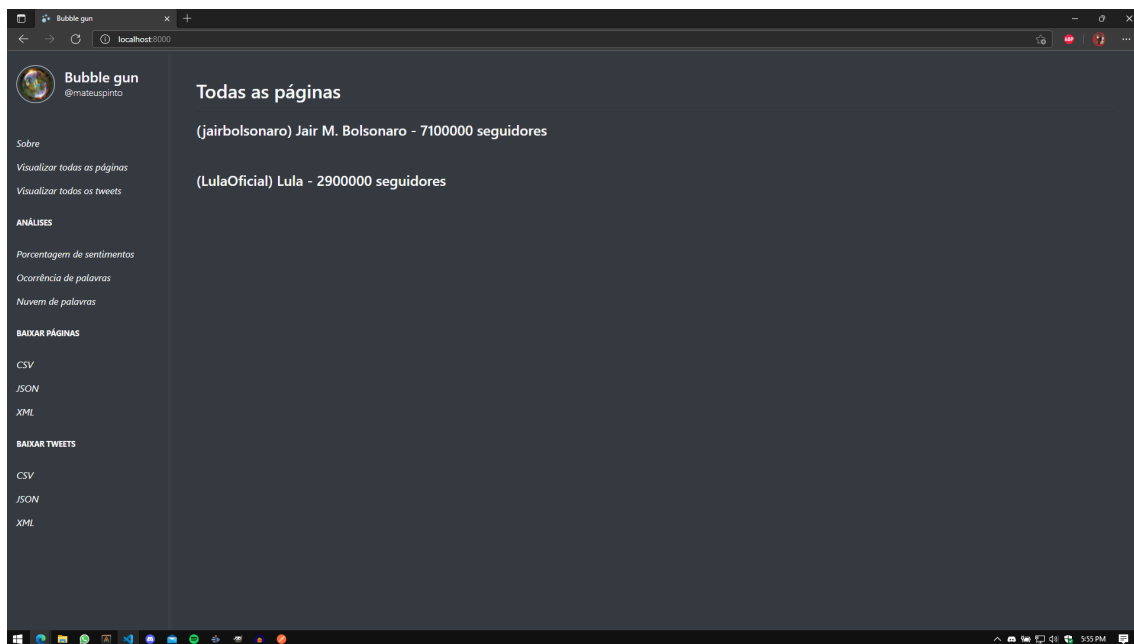 Bubble gun
localhost:8000
ABP
Bubble gun
@mateuspinto
Sobre
Visualizar todas as páginas
Visualizar todos os tweets
ANÁLISES
Porcentagem de sentimentos
Ocorrência de palavras
Nuvem de palavras
BAIXAR PÁGINAS
CSV
JSON
XML
BAIXAR TWEETS
CSV
JSON
XML
Todas as páginas
(jairbolsonaro) Jair M. Bolsonaro - 7100000 seguidores
(LulaOficial) Lula - 2900000 seguidores
5:55 PM